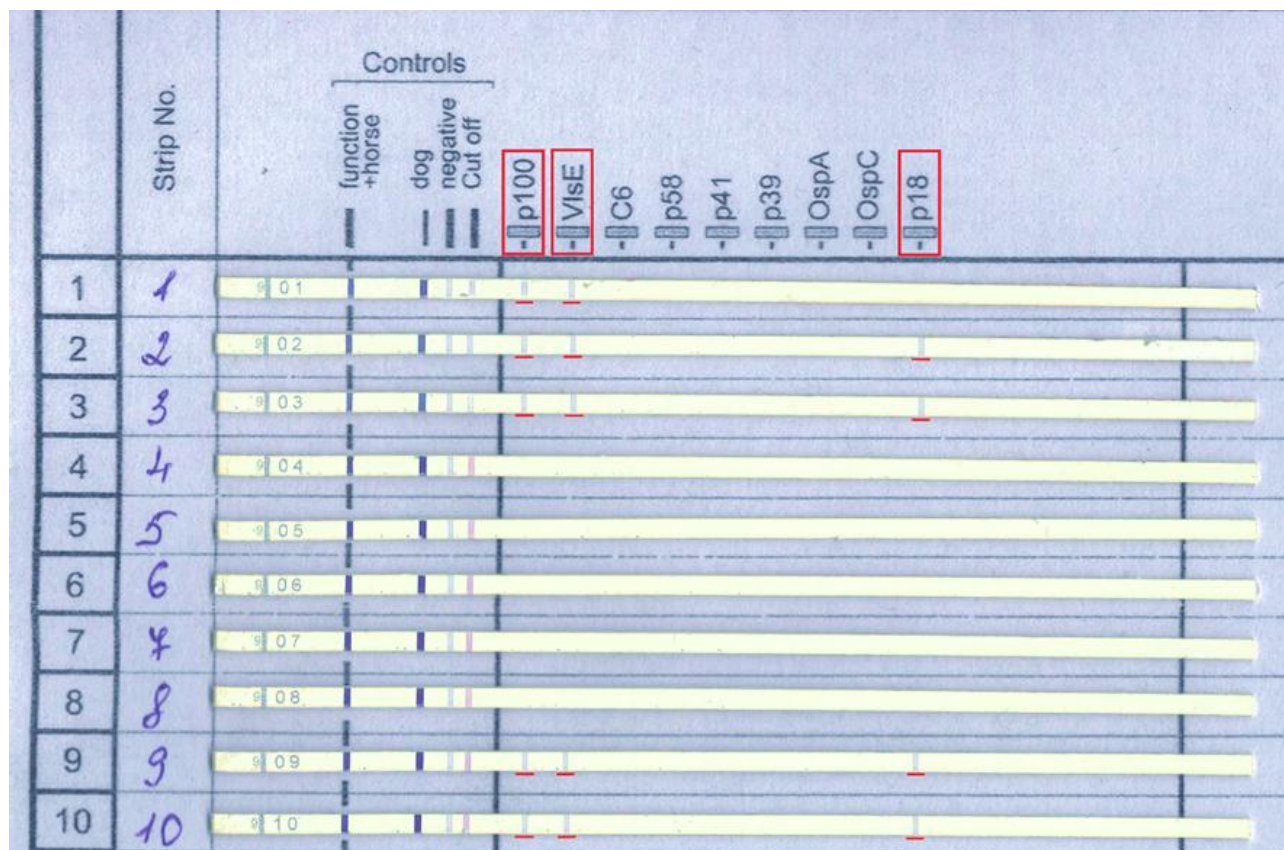 Controls
Strip No.
function
+horse
dog
negative
Cut off
p100
VlsE
C6
p58
p41
p39
OspA
OspC
p18
1 1 01
2 2 02
3 3 03
4 4 04
5 5 05
6 6 06
7 7 07
8 8 08
9 9 09
10 10 10